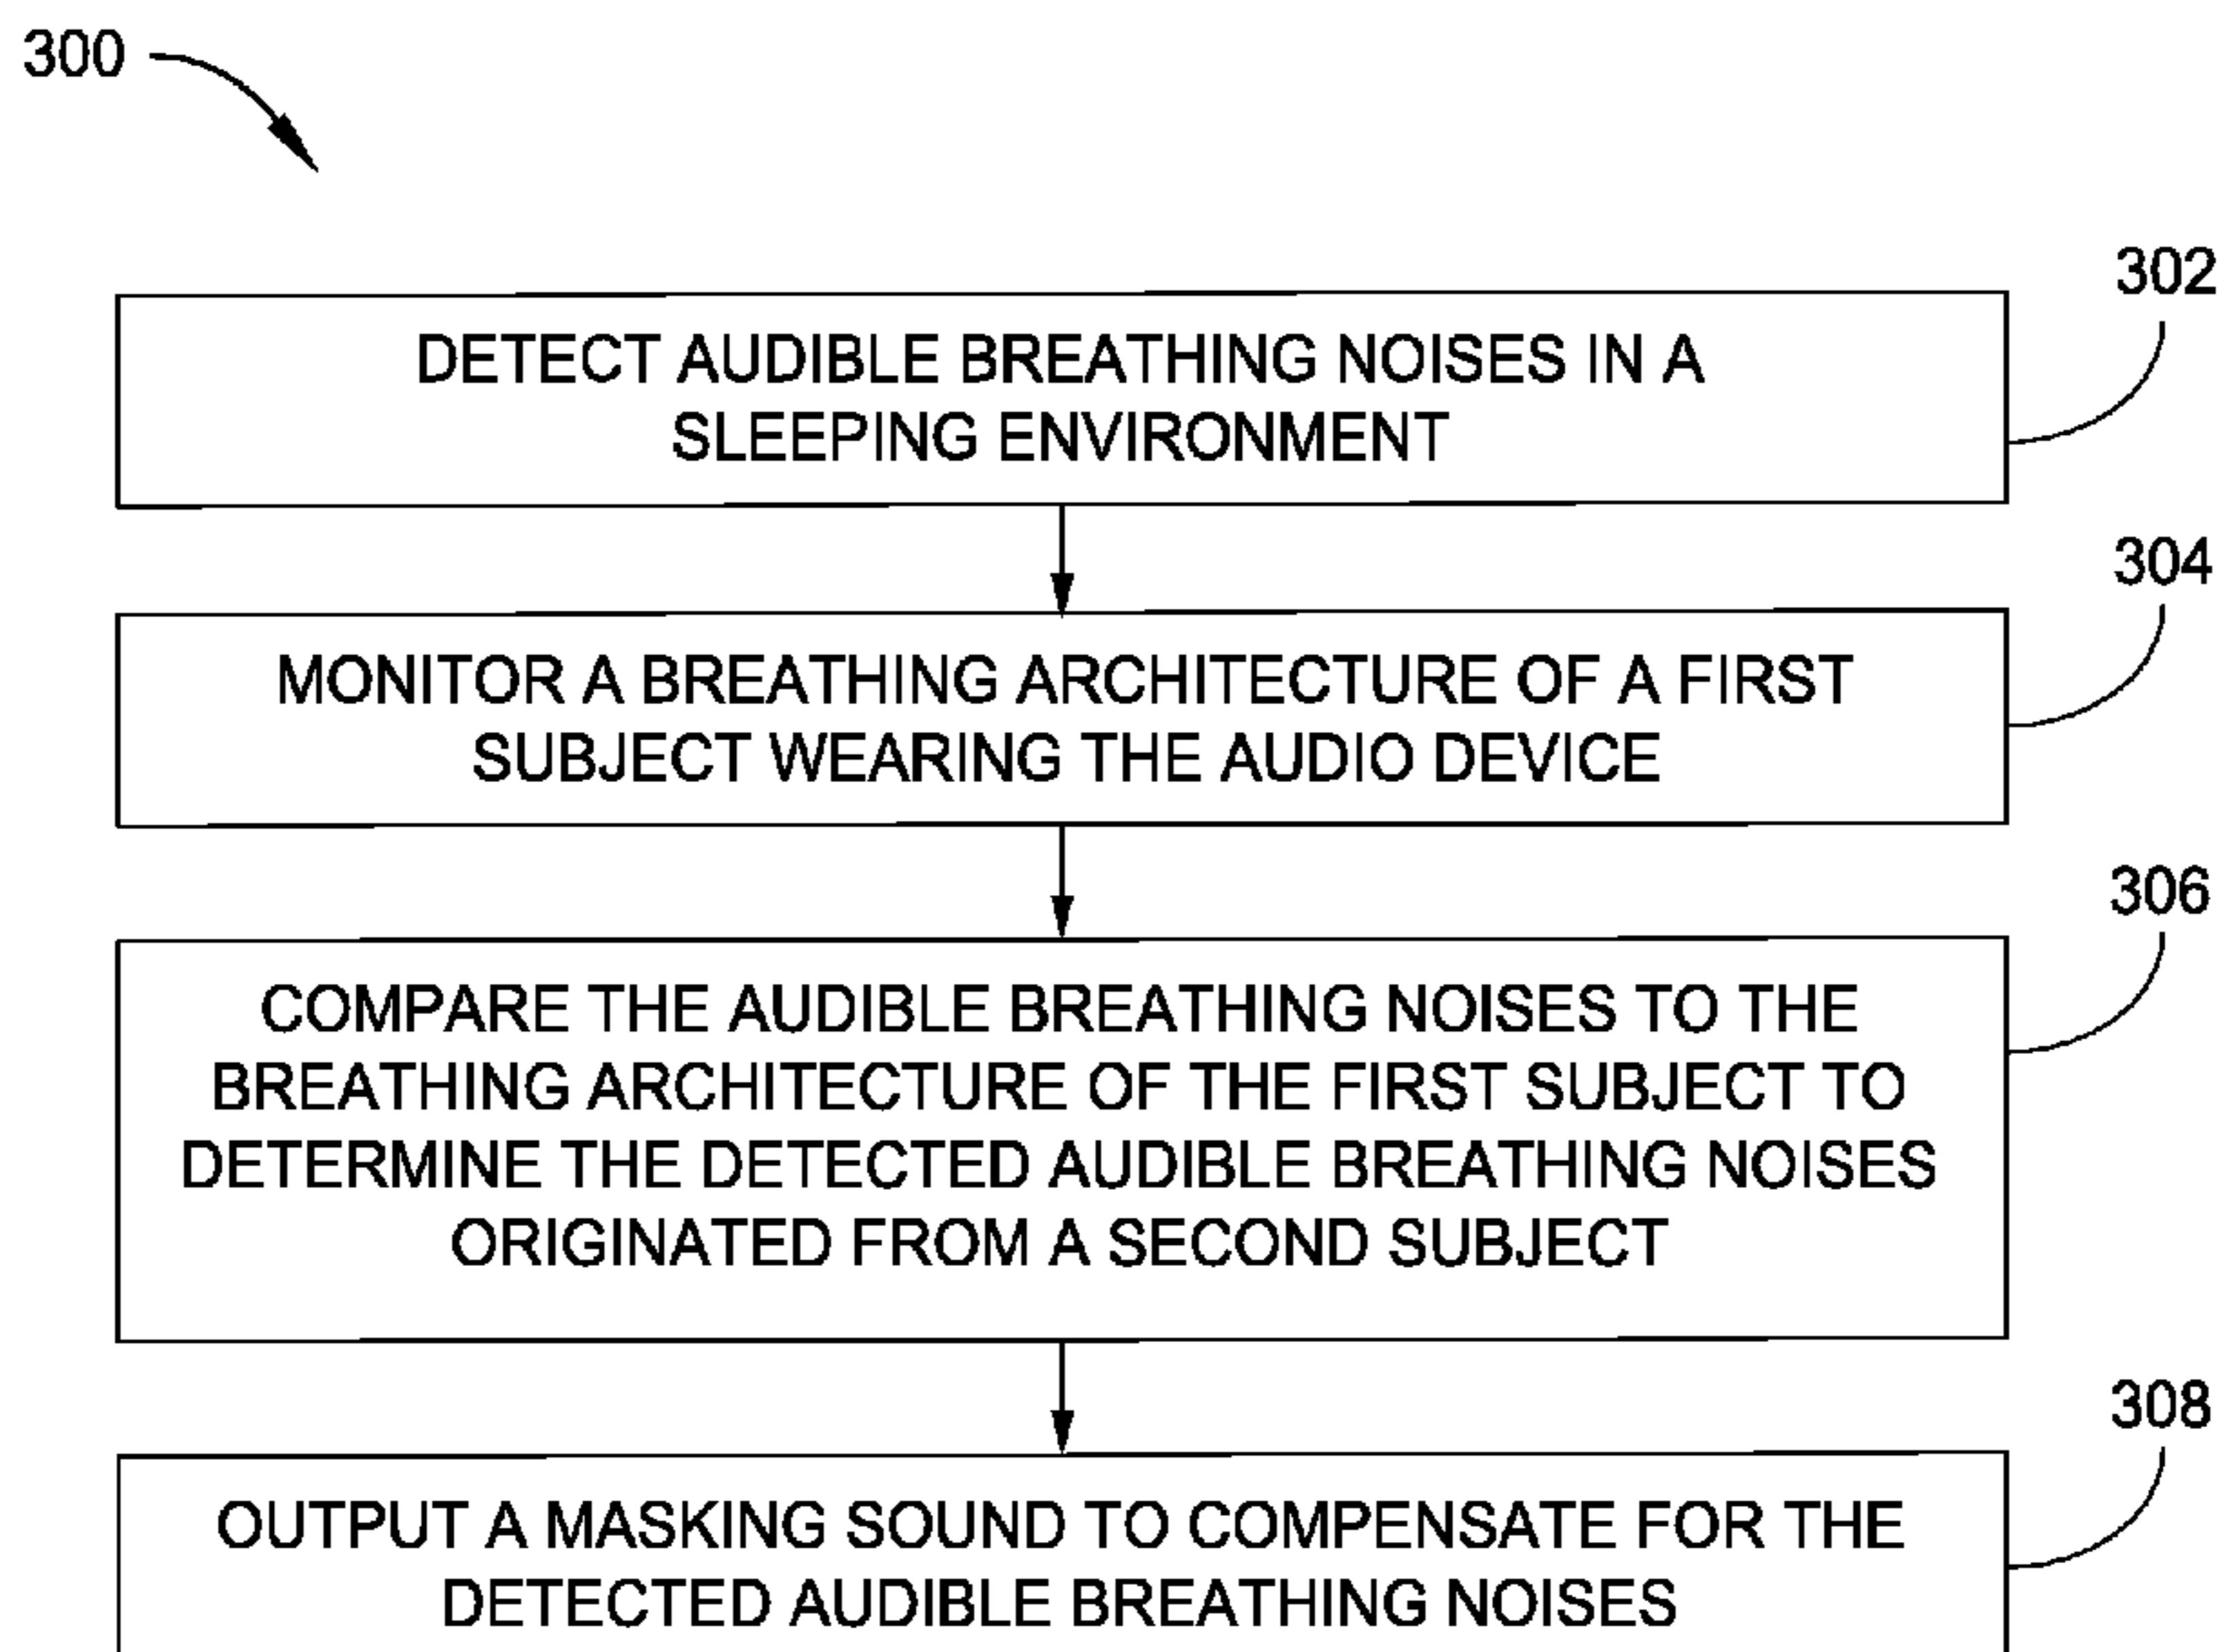 300
302
DETECT AUDIBLE BREATHING NOISES IN A
SLEEPING ENVIRONMENT
304
MONITOR A BREATHING ARCHITECTURE OF A FIRST
SUBJECT WEARING THE AUDIO DEVICE
306
COMPARE THE AUDIBLE BREATHING NOISES TO THE
BREATHING ARCHITECTURE OF THE FIRST SUBJECT TO
DETERMINE THE DETECTED AUDIBLE BREATHING NOISES
ORIGINATED FROM A SECOND SUBJECT
308
OUTPUT A MASKING SOUND TO COMPENSATE FOR THE
DETECTED AUDIBLE BREATHING NOISES